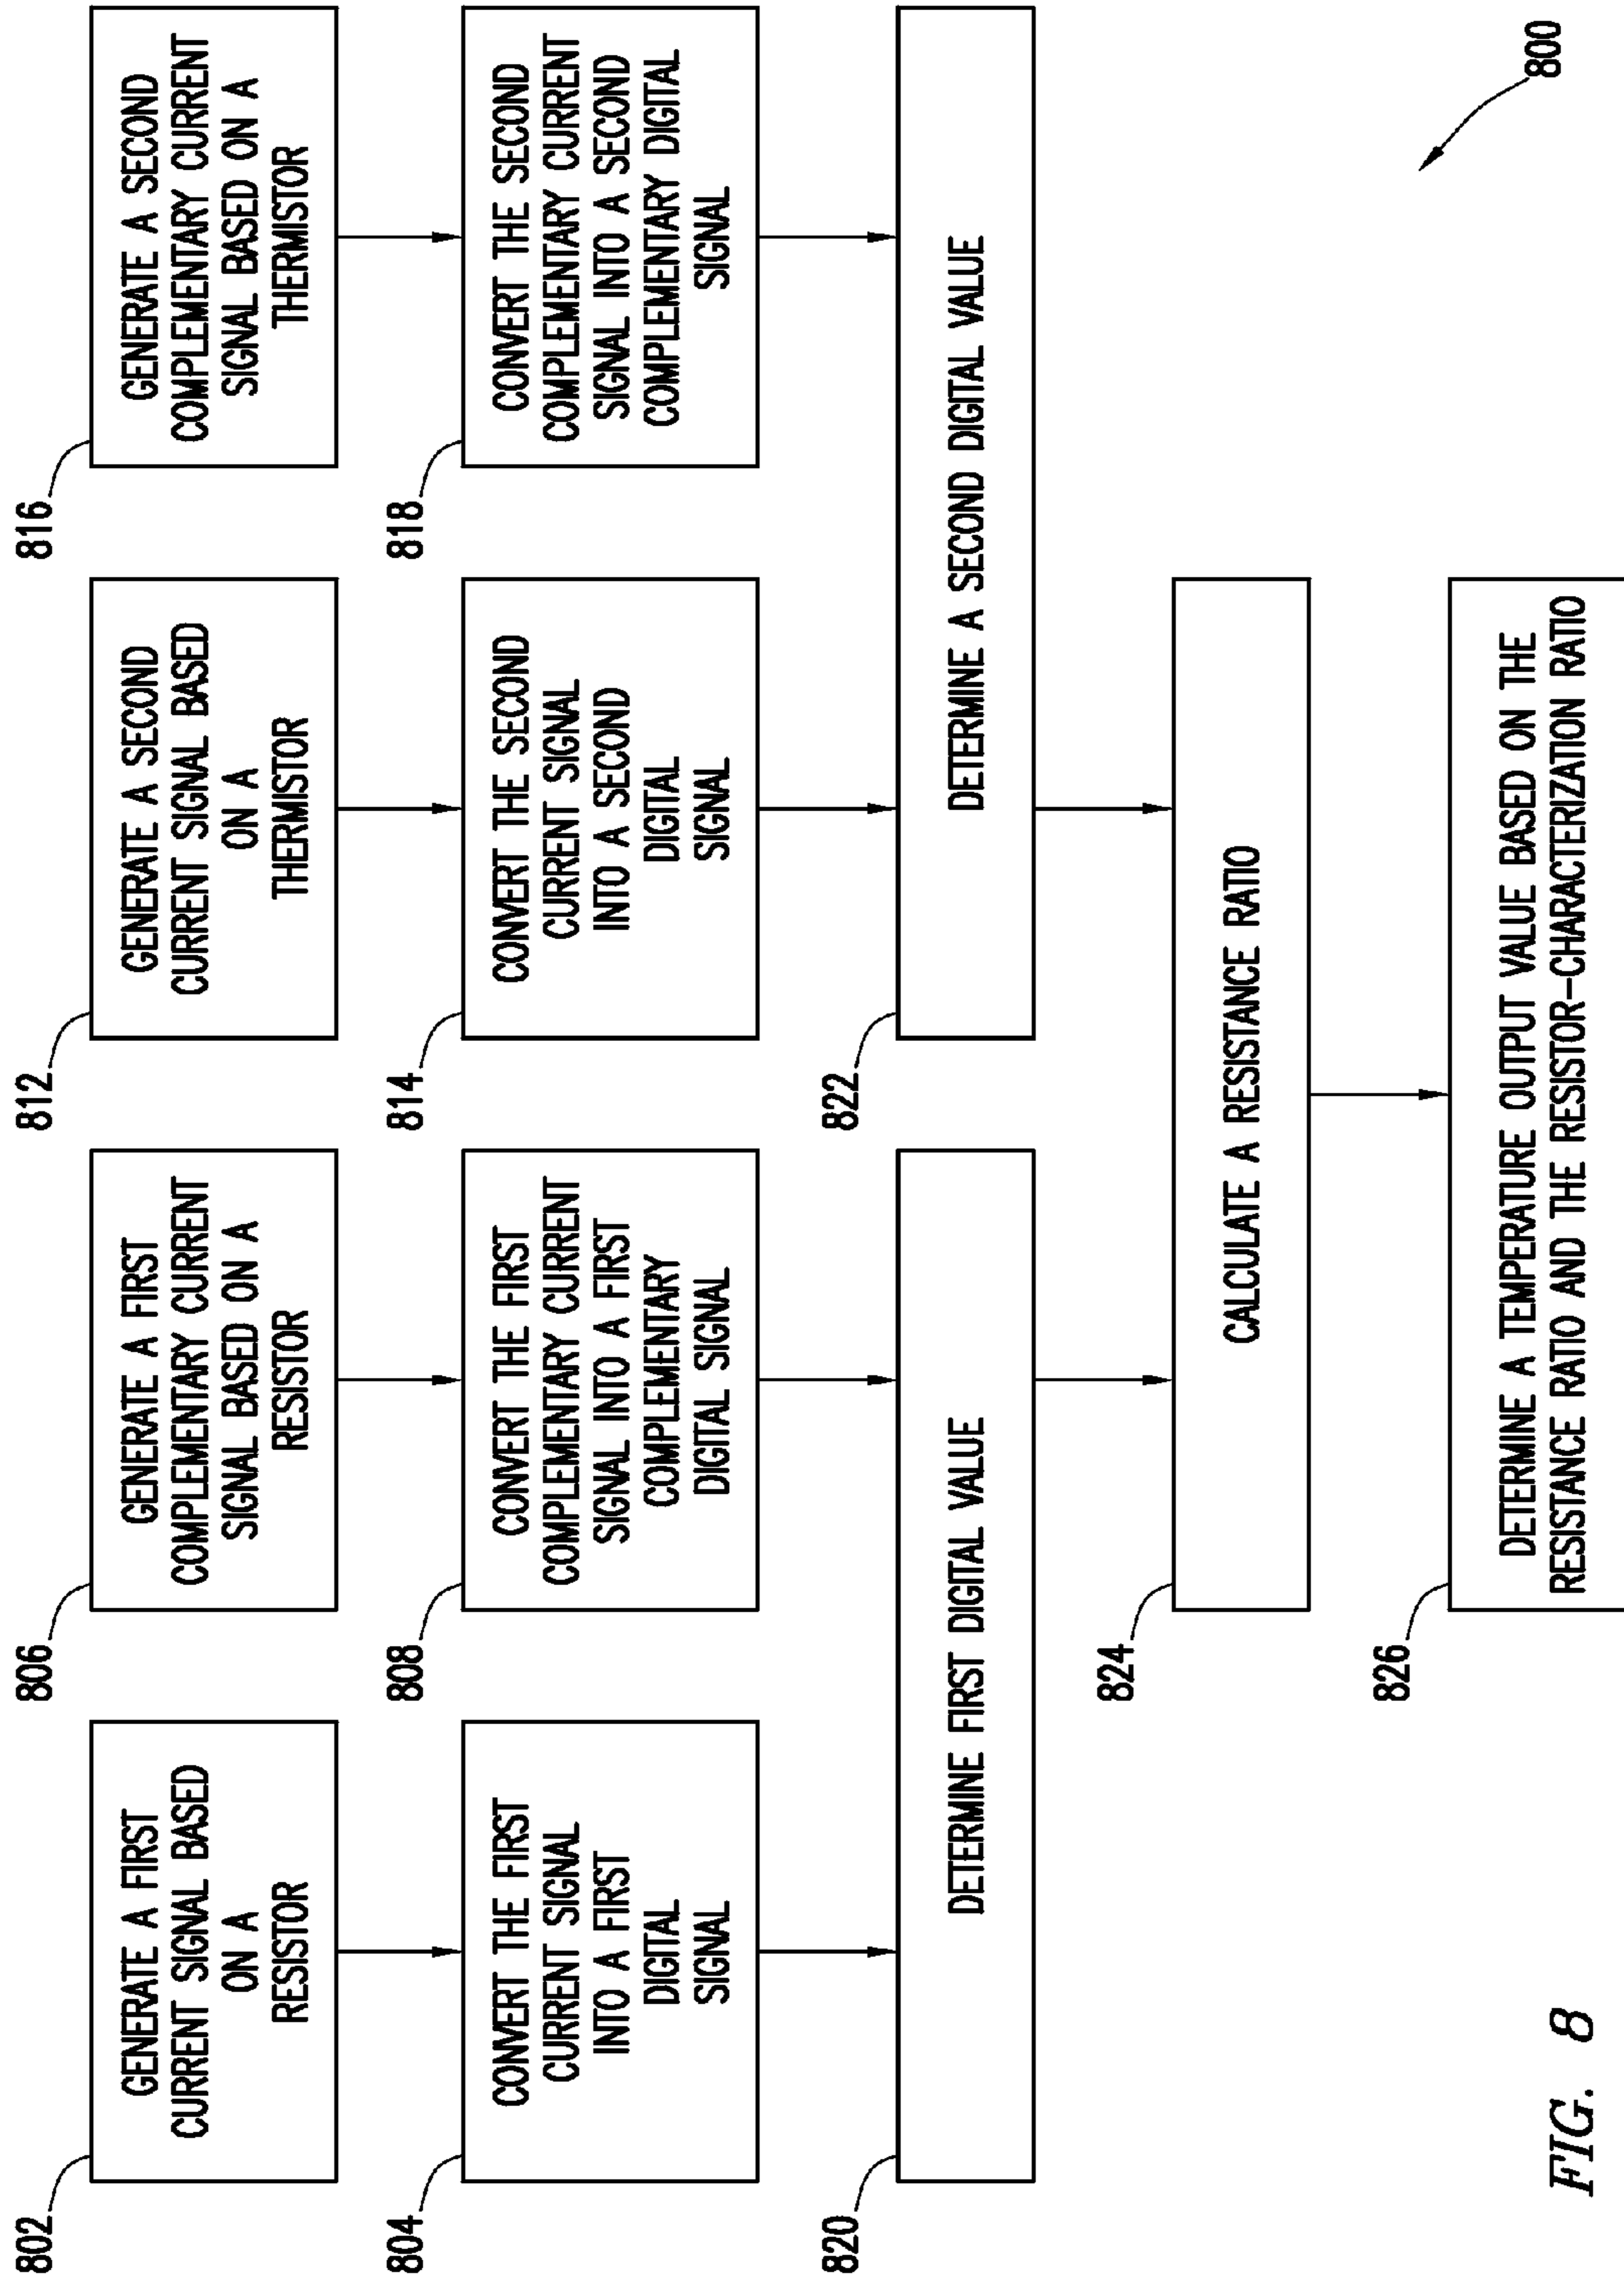 802
GENERATE A FIRST
CURRENT SIGNAL BASED
ON A
RESISTOR
806
GENERATE A FIRST
COMPLEMENTARY CURRENT
SIGNAL BASED ON A
RESISTOR
812
GENERATE A SECOND
CURRENT SIGNAL BASED
ON A
THERMISTOR
816
GENERATE A SECOND
COMPLEMENTARY CURRENT
SIGNAL BASED ON A
THERMISTOR
804
CONVERT THE FIRST
CURRENT SIGNAL
INTO A FIRST
DIGITAL
SIGNAL
808
CONVERT THE FIRST
COMPLEMENTARY CURRENT
SIGNAL INTO A FIRST
COMPLEMENTARY
DIGITAL SIGNAL
814
CONVERT THE SECOND
CURRENT SIGNAL
INTO A SECOND
DIGITAL
SIGNAL
818
CONVERT THE SECOND
COMPLEMENTARY CURRENT
SIGNAL INTO A SECOND
COMPLEMENTARY DIGITAL
SIGNAL
820
DETERMINE FIRST DIGITAL VALUE
822
DETERMINE A SECOND DIGITAL VALUE
824
CALCULATE A RESISTANCE RATIO
826
DETERMINE A TEMPERATURE OUTPUT VALUE BASED ON THE
RESISTANCE RATIO AND THE RESISTOR-CHARACTERIZATION RATIO
800
FIG. 8